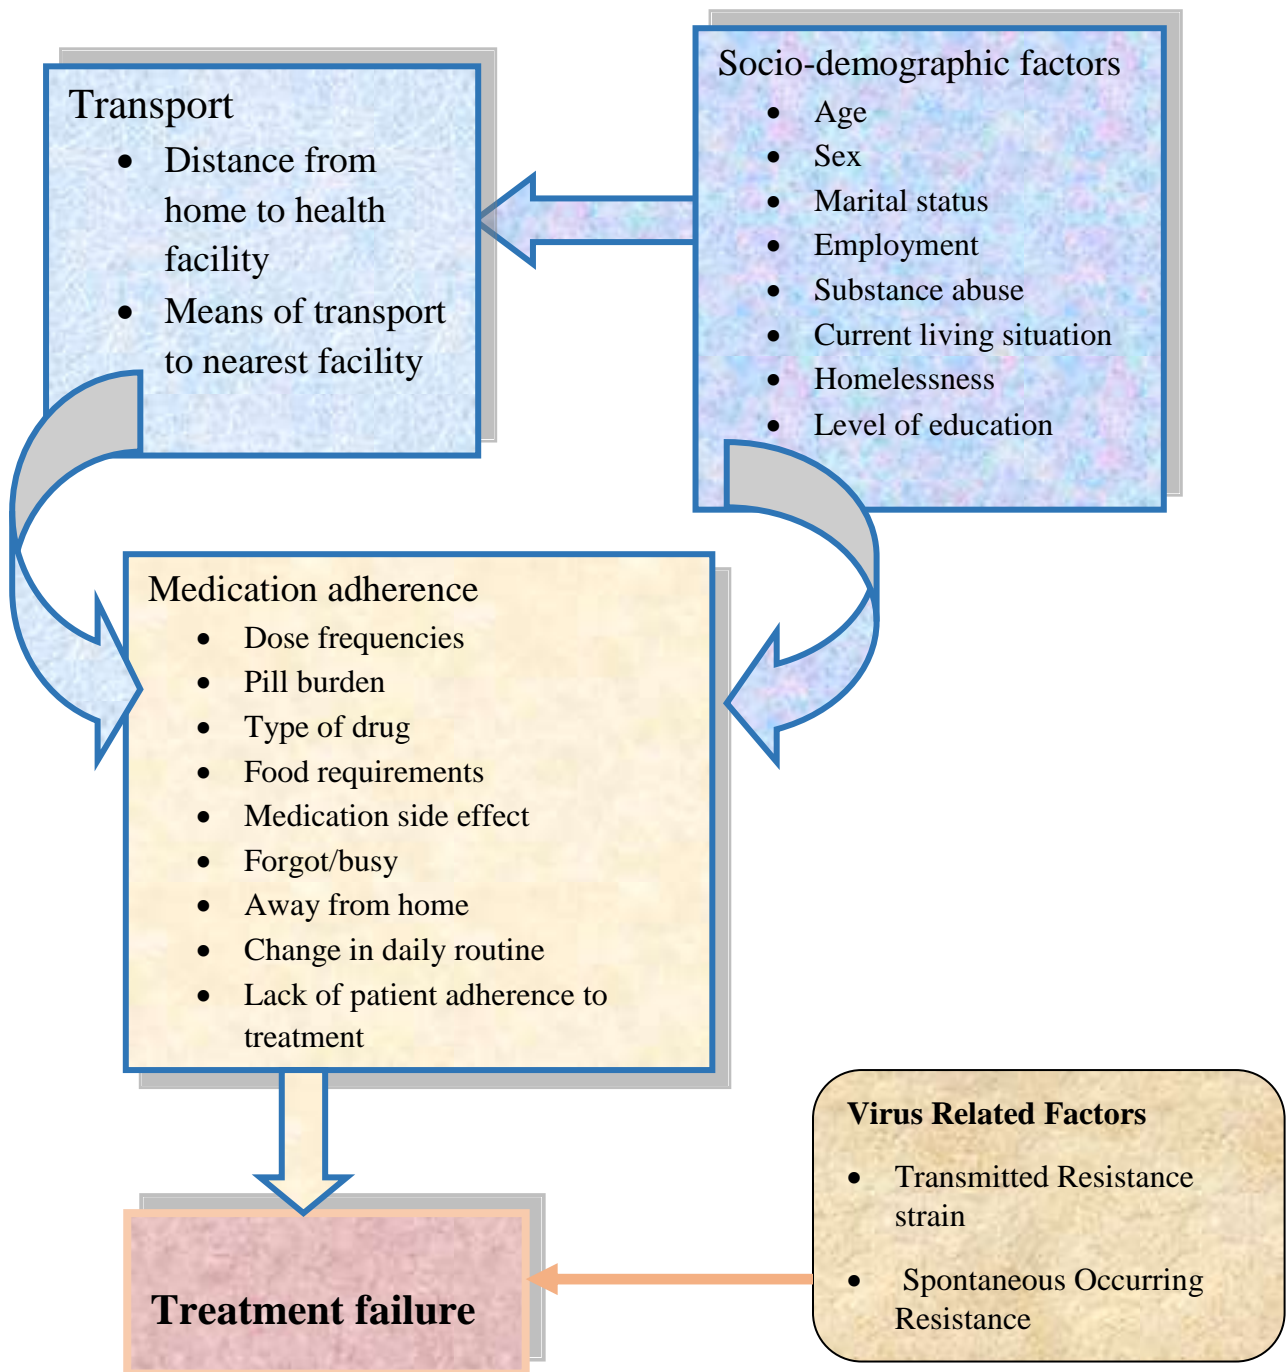 Transport
• Distance from
home to health
facility
• Means of transport
to nearest facility
Socio-demographic factors
• Age
• Sex
• Marital status
• Employment
• Substance abuse
• Current living situation
• Homelessness
• Level of education
Medication adherence
• Dose frequencies
• Pill burden
• Type of drug
• Food requirements
• Medication side effect
• Forgot/busy
• Away from home
• Change in daily routine
• Lack of patient adherence to
treatment
Virus Related Factors
• Transmitted Resistance
strain
• Spontaneous Occurring
Resistance
Treatment failure